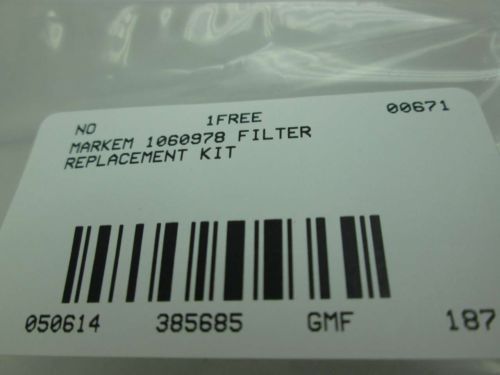 NO 1FREE 00671
MARKEM 1060978 FILTER
REPLACEMENT KIT
050614 385685 GMF 187